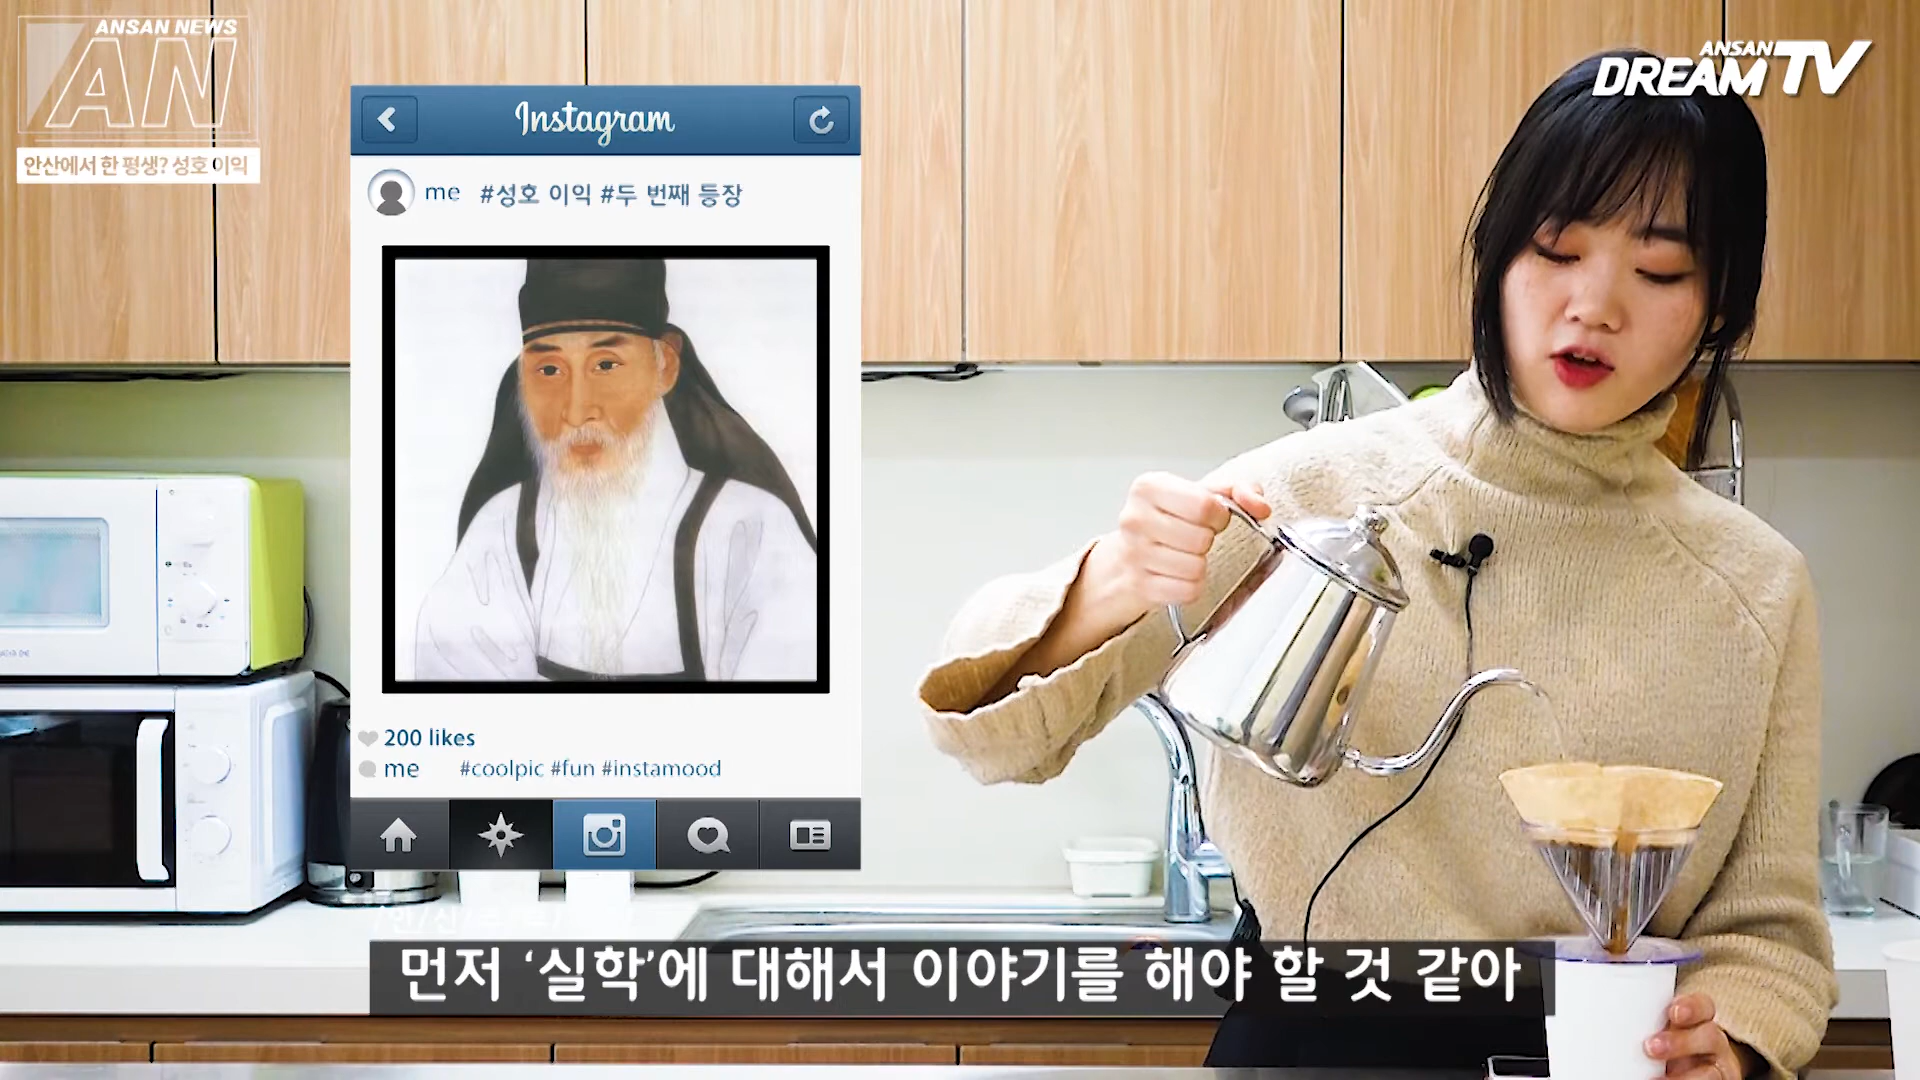 ANSAN NEWS
AN
안산에서 한 평생? 성호 이익
ANSAN
DREAM TV
Instagram
me #성호 이익 #두 번째 등장
200 likes
me #coolpic #fun #instamood
먼저 ‘실학’에 대해서 이야기를 해야 할 것 같아